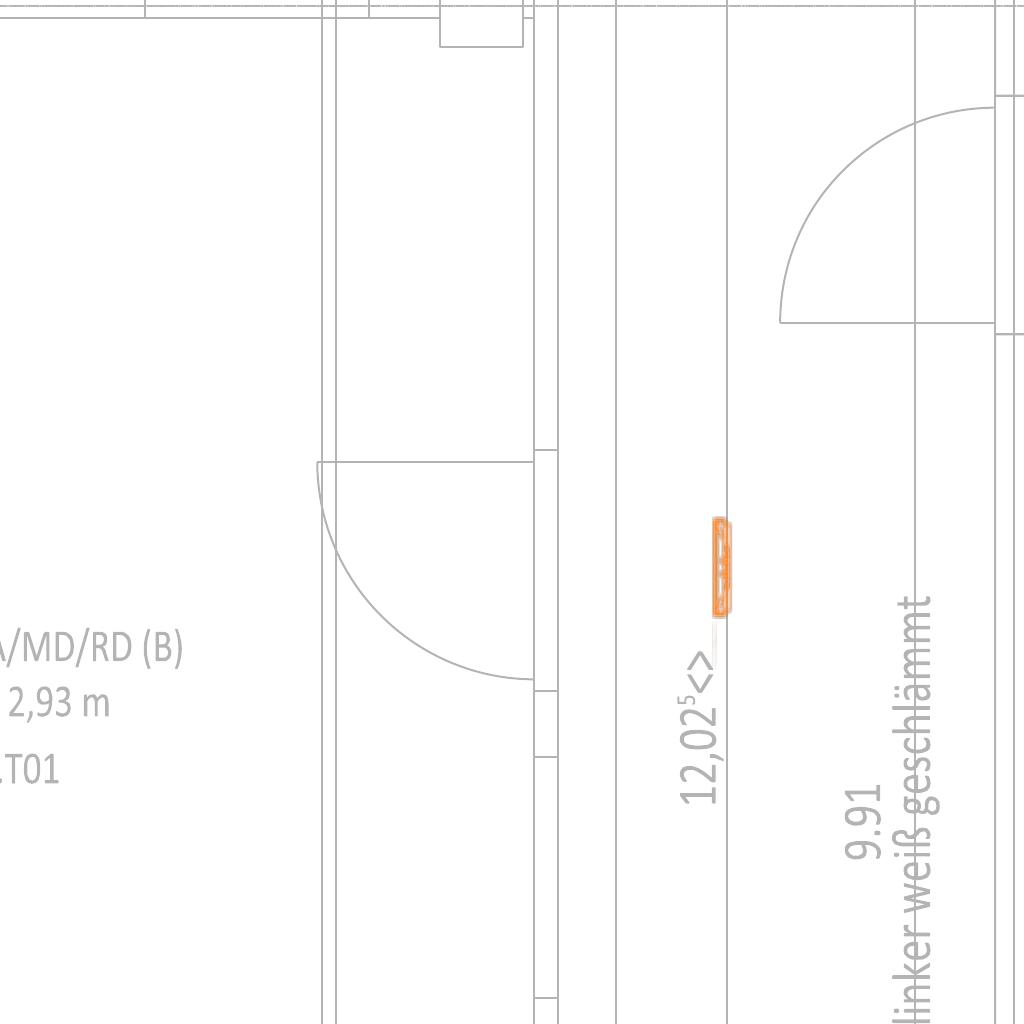 A/MD/RD (B)
2,93 m
.T01
12,02⁵<>
9.91
linker weiß geschlämmt